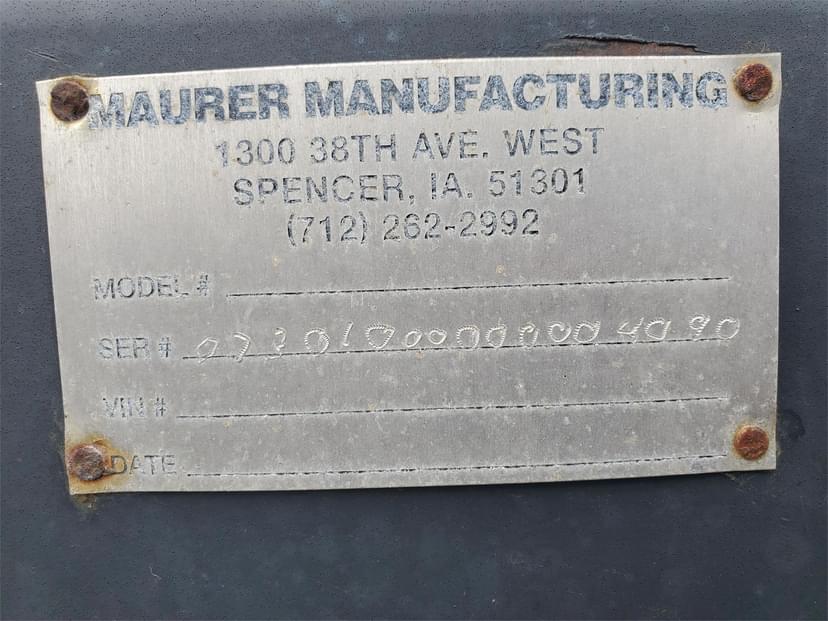 MAURER MANUFACTURING
1300 38TH AVE. WEST
SPENCER, IA. 51301
(712) 262-2992
MODEL #
SER #
VIN #
DATE